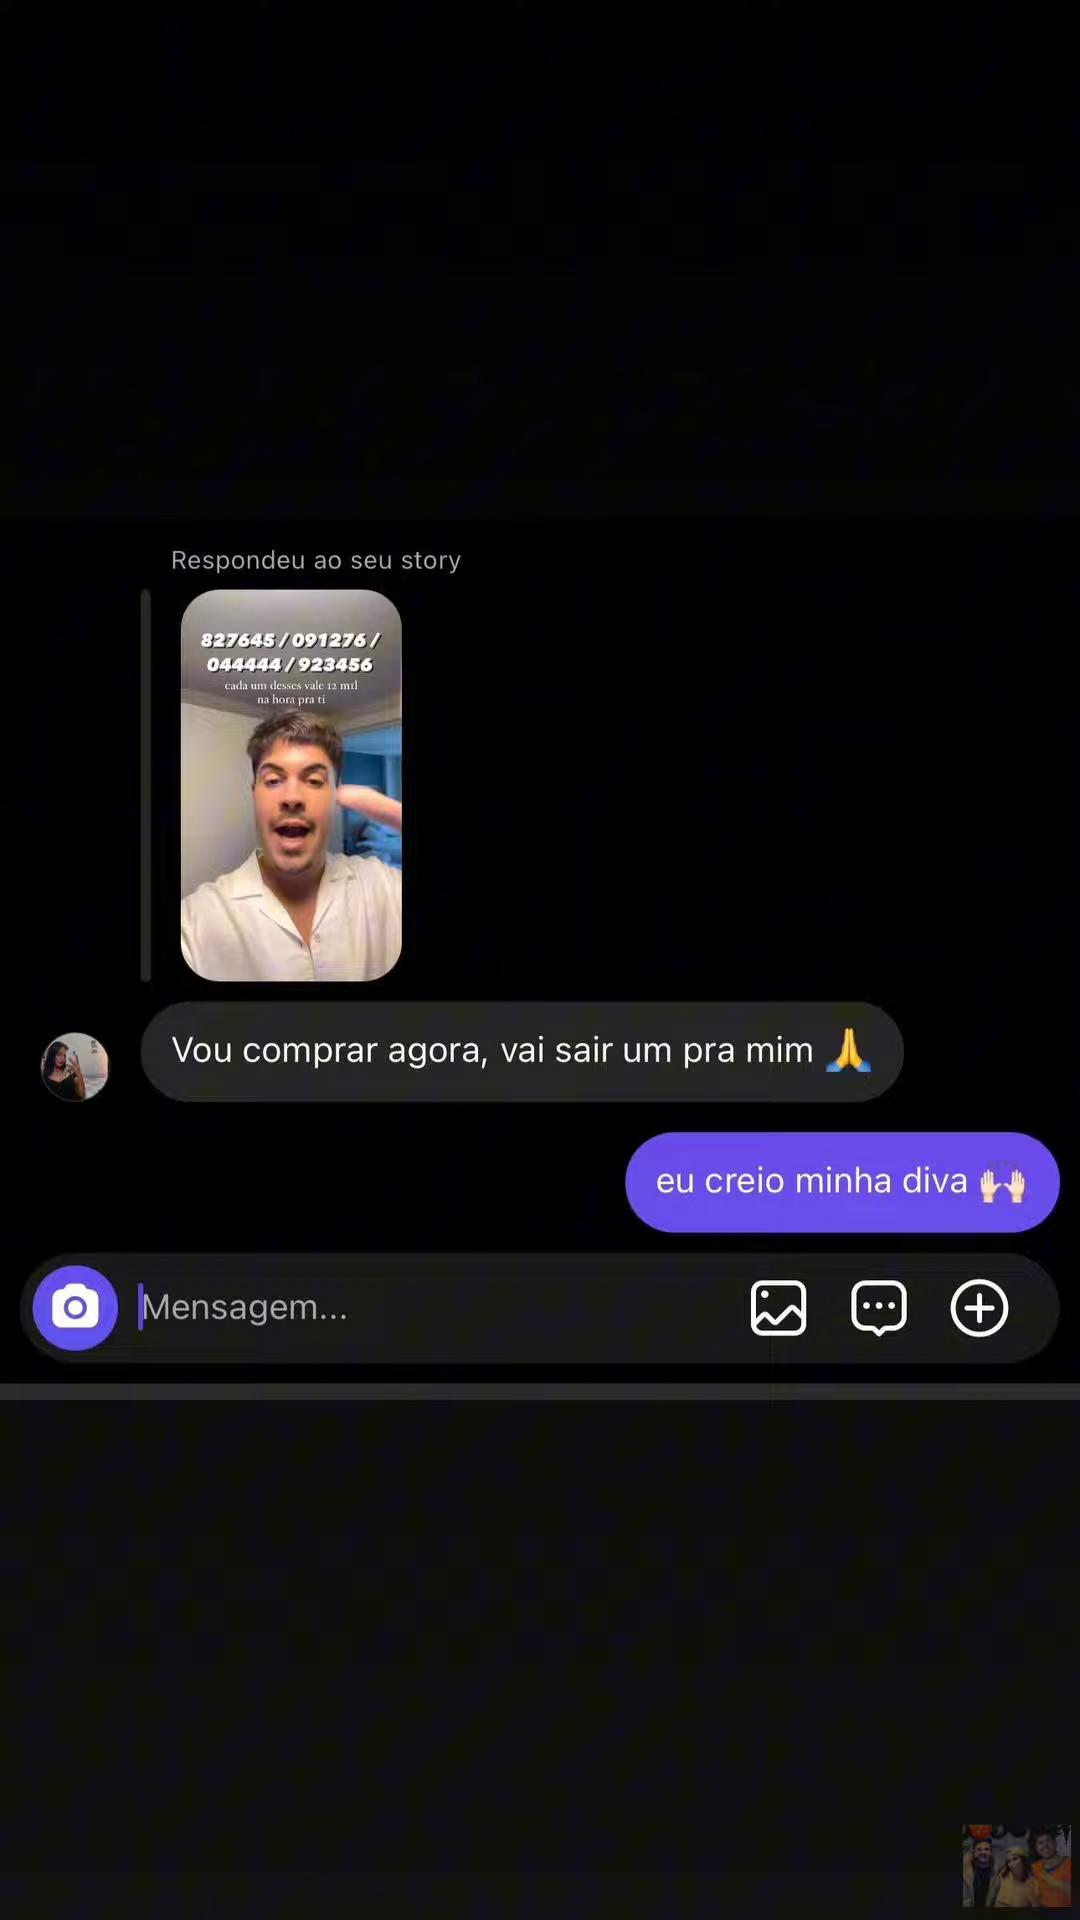 Respondeu ao seu story
827645 / 091276 /
044444 / 923456
cada um desses vale 12 mil
na hora pra ti
Vou comprar agora, vai sair um pra mim 🙏
eu creio minha diva 🙌🏻
Mensagem...